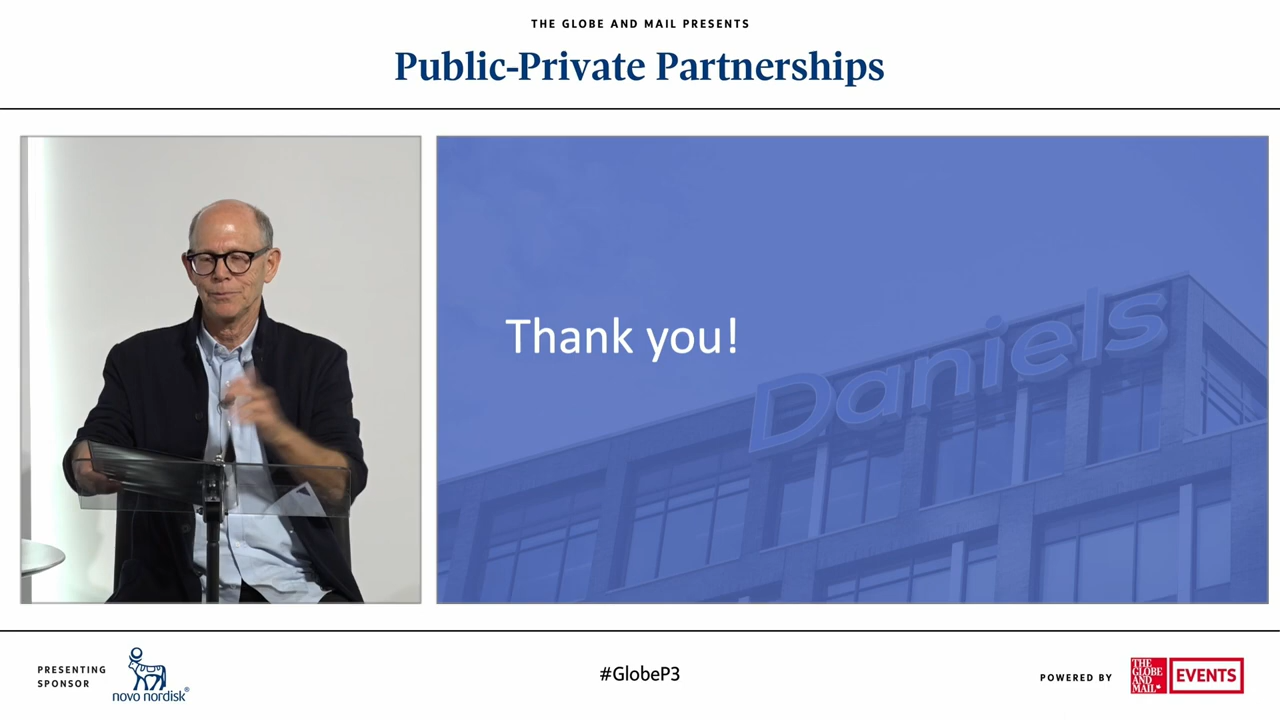 THE GLOBE AND MAIL PRESENTS
Public-Private Partnerships
Thank you!
Daniels
PRESENTING
SPONSOR
novo nordisk®
#GlobeP3
POWERED BY
THE
GLOBE
AND
MAIL
EVENTS